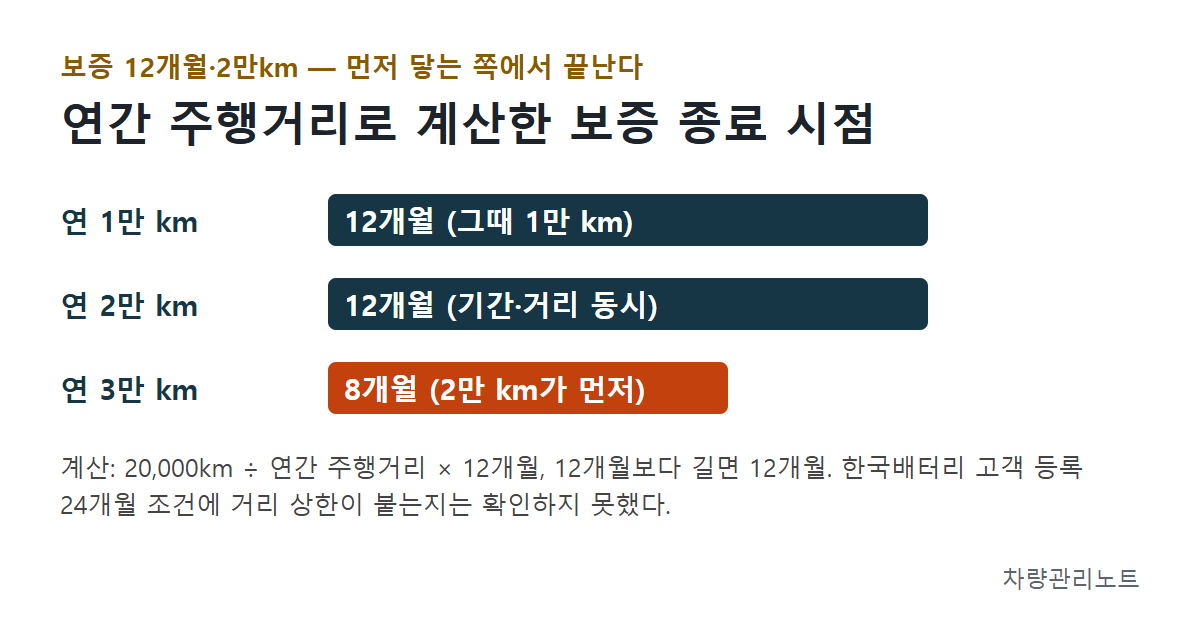 보증 12개월·2만km — 먼저 닿는 쪽에서 끝난다
연간 주행거리로 계산한 보증 종료 시점
연 1만 km
12개월 (그때 1만 km)
연 2만 km
12개월 (기간·거리 동시)
연 3만 km
8개월 (2만 km가 먼저)
계산: 20,000km ÷ 연간 주행거리 × 12개월, 12개월보다 길면 12개월. 한국배터리 고객 등록
24개월 조건에 거리 상한이 붙는지는 확인하지 못했다.
차량관리노트